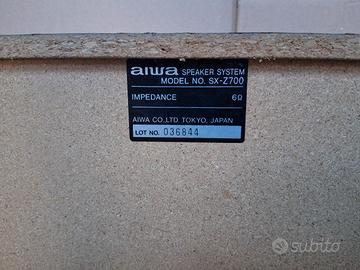 aiwa SPEAKER SYSTEM
MODEL NO. SX-Z700
IMPEDANCE 6Ω
AIWA CO.,LTD. TOKYO, JAPAN
LOT NO. 036844
subito